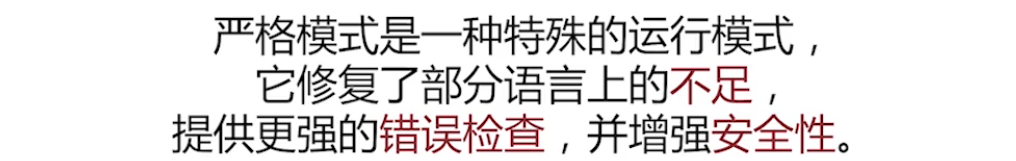 严格模式是一种特殊的运行模式，
它修复了部分语言上的不足，
提供更强的错误检查，并增强安全性。